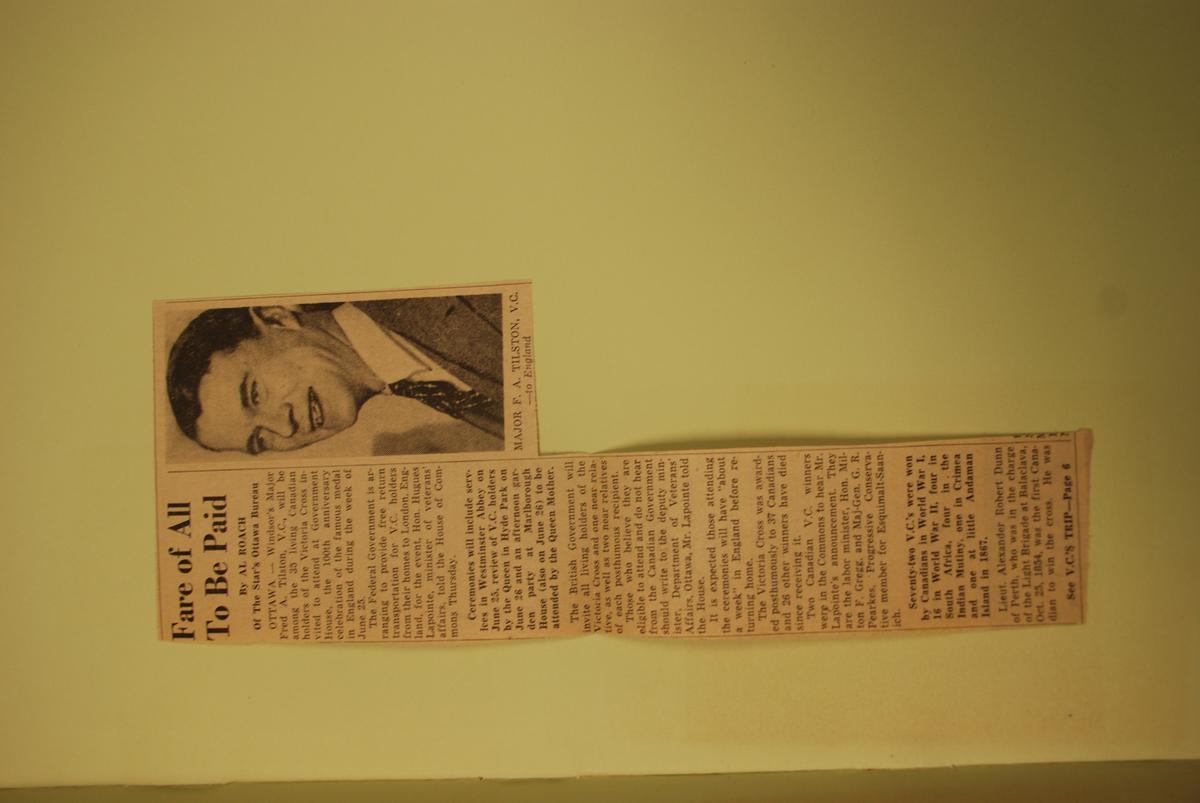 Fare of All
To Be Paid
By AL ROACH
Of The Star's Ottawa Bureau
OTTAWA — Windsor's Major
Fred A. Tilston, V.C., will be
among the 35 living Canadian
holders of the Victoria Cross in-
vited to attend at Government
House, the 100th anniversary
celebration of the famous medal
in England during the week of
June 25.
The Federal Government is ar-
ranging to provide free return
transportation for V.C. holders
from their homes to London, Eng-
land, for the event, Hon. Hugues
Lapointe, minister of veterans'
affairs, told the House of Com-
mons Thursday.
Ceremonies will include serv-
ices in Westminster Abbey on
June 25, review of V.C. holders
by the Queen in Hyde Park on
June 26 and an afternoon gar-
den party at Marlborough
House (also on June 26) to be
attended by the Queen Mother.
The British Government will
invite all living holders of the
Victoria Cross and one near rela-
tive, as well as two near relatives
of each posthumous recipient.
Those who believe they are
eligible to attend and do not hear
from the Canadian Government
should write to the deputy min-
ister, Department of Veterans'
Affairs, Ottawa, Mr. Lapointe told
the House.
It is expected those attending
the ceremonies will have "about
a week" in England before re-
turning home.
The Victoria Cross was award-
ed posthumously to 37 Canadians
and 26 other winners have died
since receiving it.
Two Canadian V.C. winners
were in the Commons to hear Mr.
Lapointe's announcement. They
are the labor minister, Hon. Mil-
ton F. Gregg, and Maj-Gen. G. R.
Pearkes, Progressive Conserva-
tive member for Esquimalt-Saan-
ich.
Seventy-two V.C.'s were won
by Canadians in World War I,
16 in World War II, four in
South Africa, four in the
Indian Mutiny, one in Crimea
and one at little Andaman
Island in 1867.
Lieut. Alexander Robert Dunn
of Perth, who was in the charge
of the Light Brigade at Balaclava,
Oct. 25, 1854, was the first Cana-
dian to win the cross. He was
See V.C.'S TRIP—Page 6
MAJOR F. A. TILSTON, V.C.
—to England